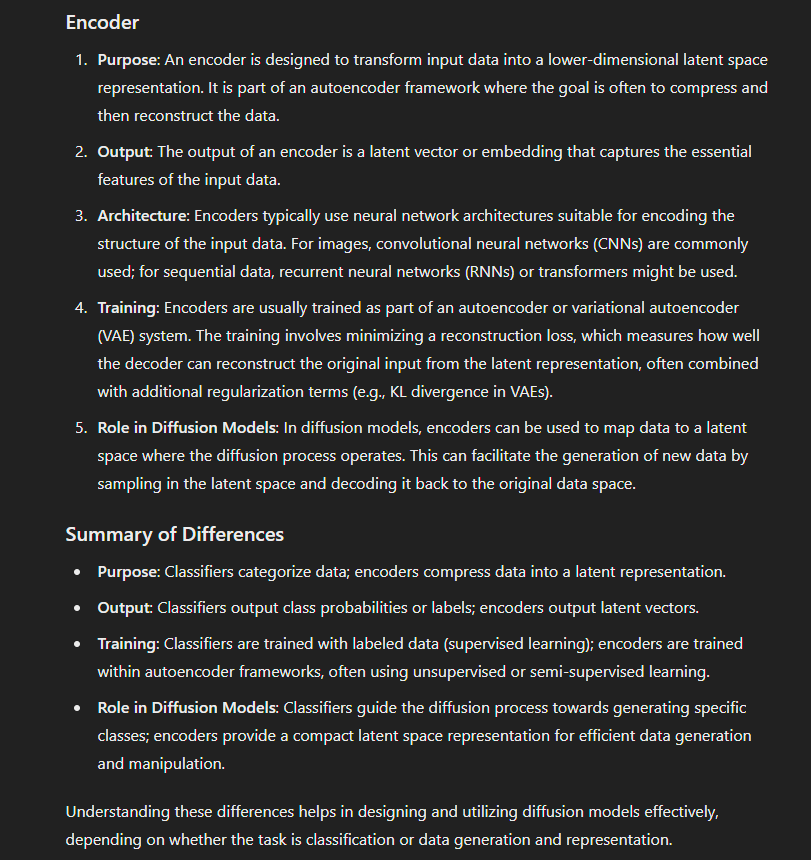 Encoder
1. Purpose: An encoder is designed to transform input data into a lower-dimensional latent space
representation. It is part of an autoencoder framework where the goal is often to compress and
then reconstruct the data.
2. Output: The output of an encoder is a latent vector or embedding that captures the essential
features of the input data.
3. Architecture: Encoders typically use neural network architectures suitable for encoding the
structure of the input data. For images, convolutional neural networks (CNNs) are commonly
used; for sequential data, recurrent neural networks (RNNs) or transformers might be used.
4. Training: Encoders are usually trained as part of an autoencoder or variational autoencoder
(VAE) system. The training involves minimizing a reconstruction loss, which measures how well
the decoder can reconstruct the original input from the latent representation, often combined
with additional regularization terms (e.g., KL divergence in VAEs).
5. Role in Diffusion Models: In diffusion models, encoders can be used to map data to a latent
space where the diffusion process operates. This can facilitate the generation of new data by
sampling in the latent space and decoding it back to the original data space.
Summary of Differences
• Purpose: Classifiers categorize data; encoders compress data into a latent representation.
• Output: Classifiers output class probabilities or labels; encoders output latent vectors.
• Training: Classifiers are trained with labeled data (supervised learning); encoders are trained
within autoencoder frameworks, often using unsupervised or semi-supervised learning.
• Role in Diffusion Models: Classifiers guide the diffusion process towards generating specific
classes; encoders provide a compact latent space representation for efficient data generation
and manipulation.
Understanding these differences helps in designing and utilizing diffusion models effectively,
depending on whether the task is classification or data generation and representation.